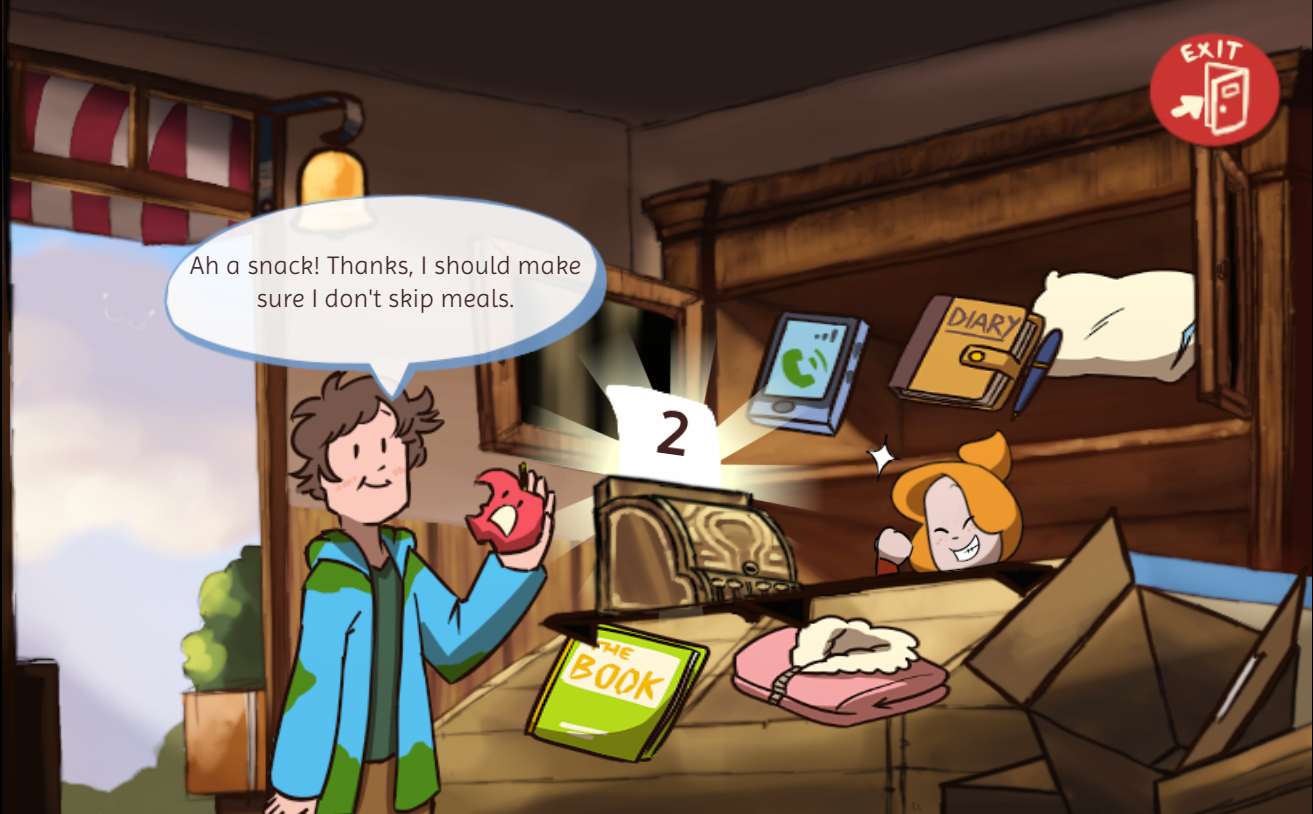 EXIT
Ah a snack! Thanks, I should make
sure I don't skip meals.
DIARY
2
THE
BOOK